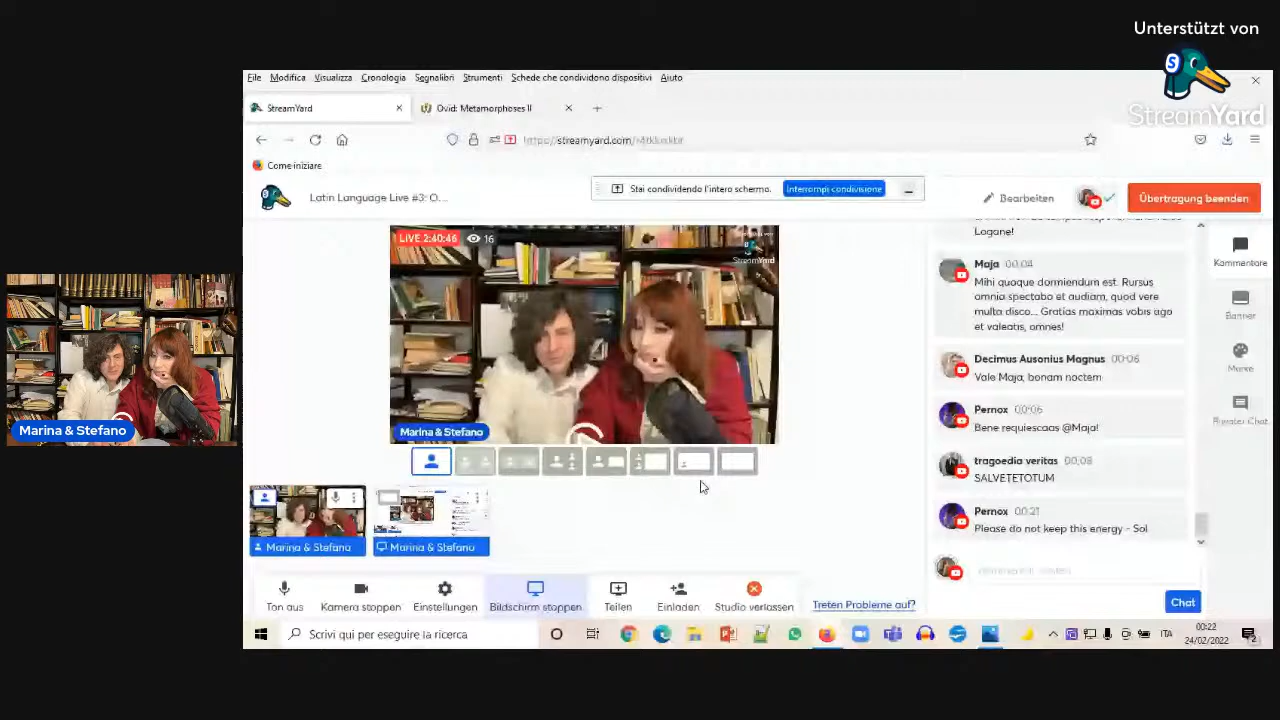 Unterstützt von
StreamYard
File Modifica Visualizza Cronologia Segnalibri Strumenti Schede che condividono dispositivi Aiuto
StreamYard
Ovid: Metamorphoses II
Come iniziare
Stai condividendo l'intero schermo.
Interrompi condivisione
Latin Language Live #3: O...
Bearbeiten
Übertragung beenden
LIVE 2:40:46
16
StreamYard
Marina & Stefano
Marina & Stefano
Marina & Stefano
Marina & Stefano
Logane!
Maja 00:04
Mihi quoque dormiendum est. Rursus
omnia spectabo et audiam, quod vere
multa disco... Gratias maximas vobis ago
et valeatis, omnes!
Decimus Ausonius Magnus 00:06
Vale Maja, bonam noctem
Pernox 00:06
Bene requiescaas @Maja!
tragoedia veritas 00:08
SALVETETOTUM
Pernox 00:21
Please do not keep this energy - Sol
Chat
Kommentare
Banner
Marke
Privater Chat
Ton aus
Kamera stoppen
Einstellungen
Bildschirm stoppen
Teilen
Einladen
Studio verlassen
Treten Probleme auf?
Scrivi qui per eseguire la ricerca
ITA
00:22
24/02/2022